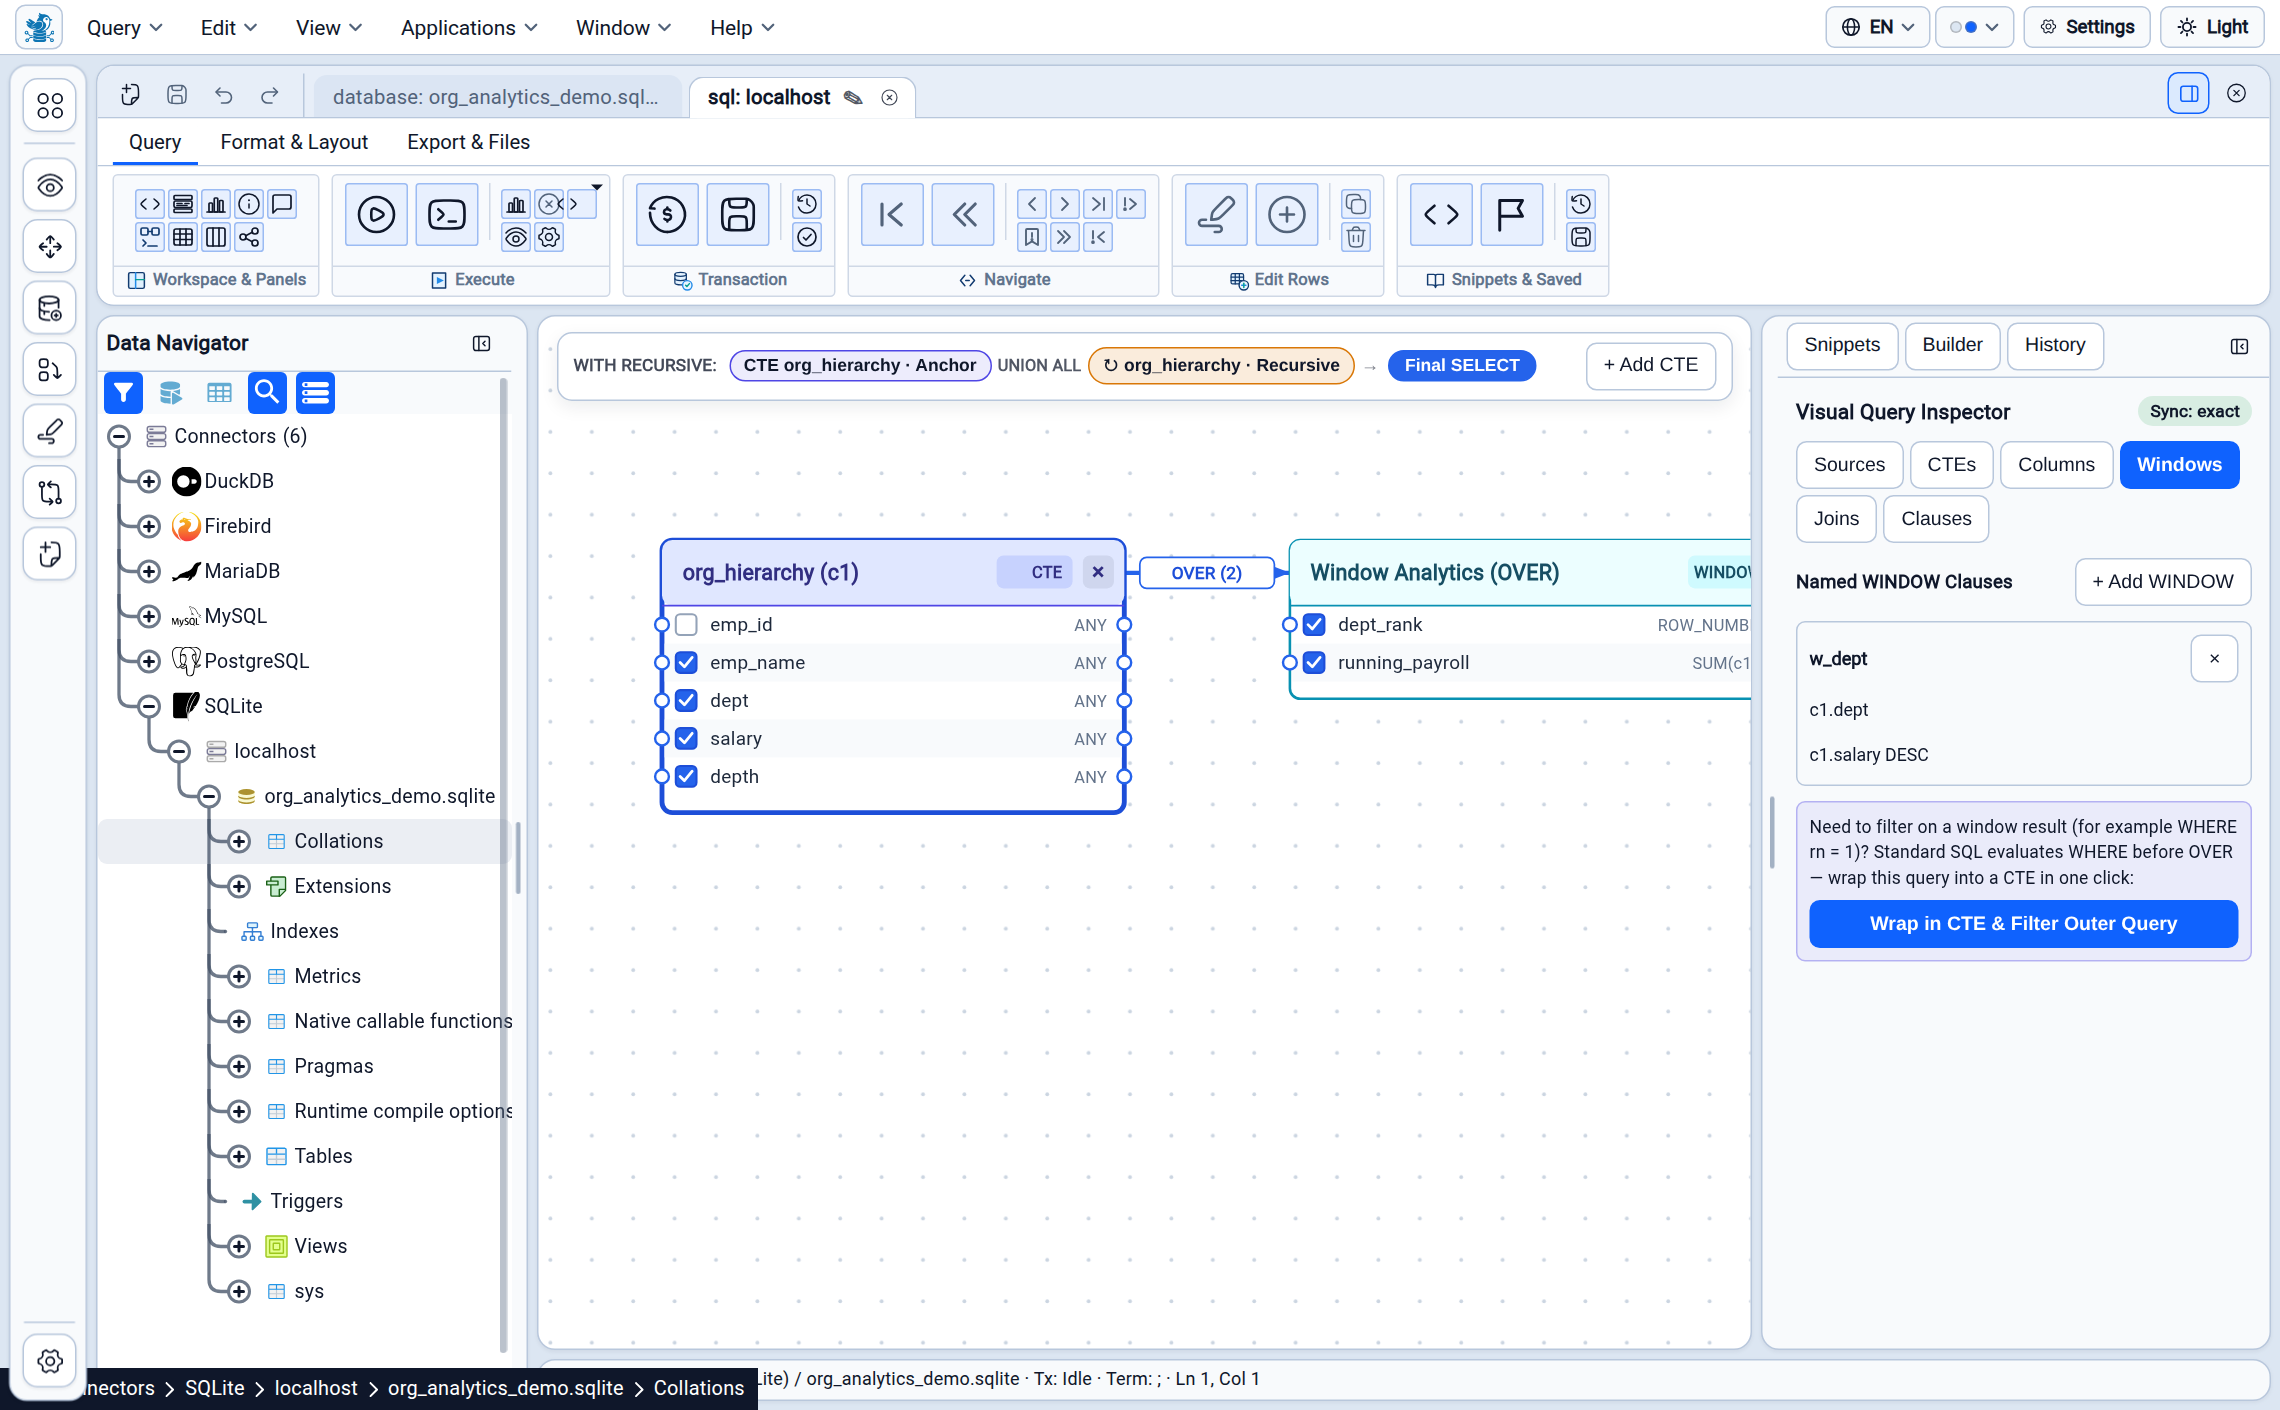 Query
Edit
View
Applications
Window
Help
EN
Settings
Light
database: org_analytics_demo.sql...
sql: localhost
Query
Format & Layout
Export & Files
Workspace & Panels
Execute
Transaction
Navigate
Edit Rows
Snippets & Saved
Data Navigator
Connectors (6)
DuckDB
Firebird
MariaDB
MySQL
MySQL
PostgreSQL
SQLite
localhost
org_analytics_demo.sqlite
Collations
Extensions
Indexes
Metrics
Native callable functions
Pragmas
Runtime compile options
Tables
Triggers
Views
sys
WITH RECURSIVE: CTE org_hierarchy · Anchor UNION ALL ↻ org_hierarchy · Recursive → Final SELECT + Add CTE
org_hierarchy (c1) CTE ×
emp_id ANY
emp_name ANY
dept ANY
salary ANY
depth ANY
OVER (2)
Window Analytics (OVER) WINDOW
dept_rank ROW_NUMB
running_payroll SUM(c1
Snippets
Builder
History
Visual Query Inspector
Sync: exact
Sources
CTEs
Columns
Windows
Joins
Clauses
Named WINDOW Clauses
+ Add WINDOW
w_dept
×
c1.dept
c1.salary DESC
Need to filter on a window result (for example WHERE
rn = 1)? Standard SQL evaluates WHERE before OVER
— wrap this query into a CTE in one click:
Wrap in CTE & Filter Outer Query
nnectors > SQLite > localhost > org_analytics_demo.sqlite > Collations
Lite) / org_analytics_demo.sqlite · Tx: Idle · Term: ; · Ln 1, Col 1